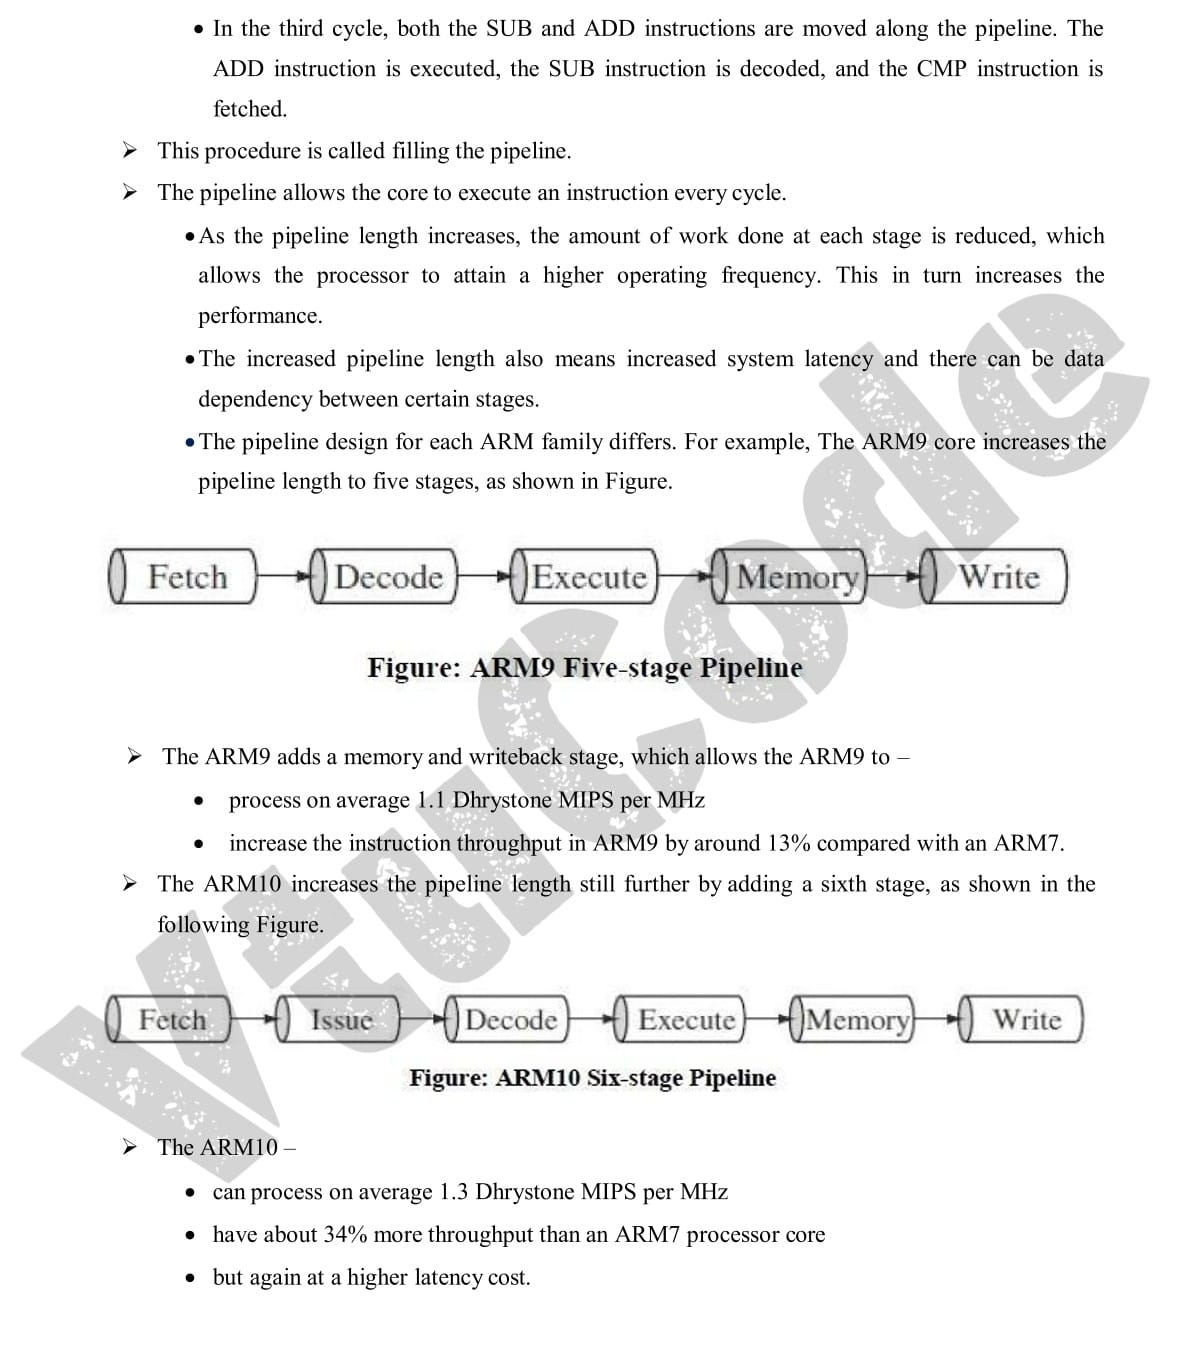 • In the third cycle, both the SUB and ADD instructions are moved along the pipeline. The
ADD instruction is executed, the SUB instruction is decoded, and the CMP instruction is
fetched.
➢ This procedure is called filling the pipeline.
➢ The pipeline allows the core to execute an instruction every cycle.
• As the pipeline length increases, the amount of work done at each stage is reduced, which
allows the processor to attain a higher operating frequency. This in turn increases the
performance.
• The increased pipeline length also means increased system latency and there can be data
dependency between certain stages.
• The pipeline design for each ARM family differs. For example, The ARM9 core increases the
pipeline length to five stages, as shown in Figure.
Fetch Decode Execute Memory Write
Figure: ARM9 Five-stage Pipeline
➢ The ARM9 adds a memory and writeback stage, which allows the ARM9 to –
• process on average 1.1 Dhrystone MIPS per MHz
• increase the instruction throughput in ARM9 by around 13% compared with an ARM7.
➢ The ARM10 increases the pipeline length still further by adding a sixth stage, as shown in the
following Figure.
Fetch Issue Decode Execute Memory Write
Figure: ARM10 Six-stage Pipeline
➢ The ARM10 –
• can process on average 1.3 Dhrystone MIPS per MHz
• have about 34% more throughput than an ARM7 processor core
• but again at a higher latency cost.
VtuCode